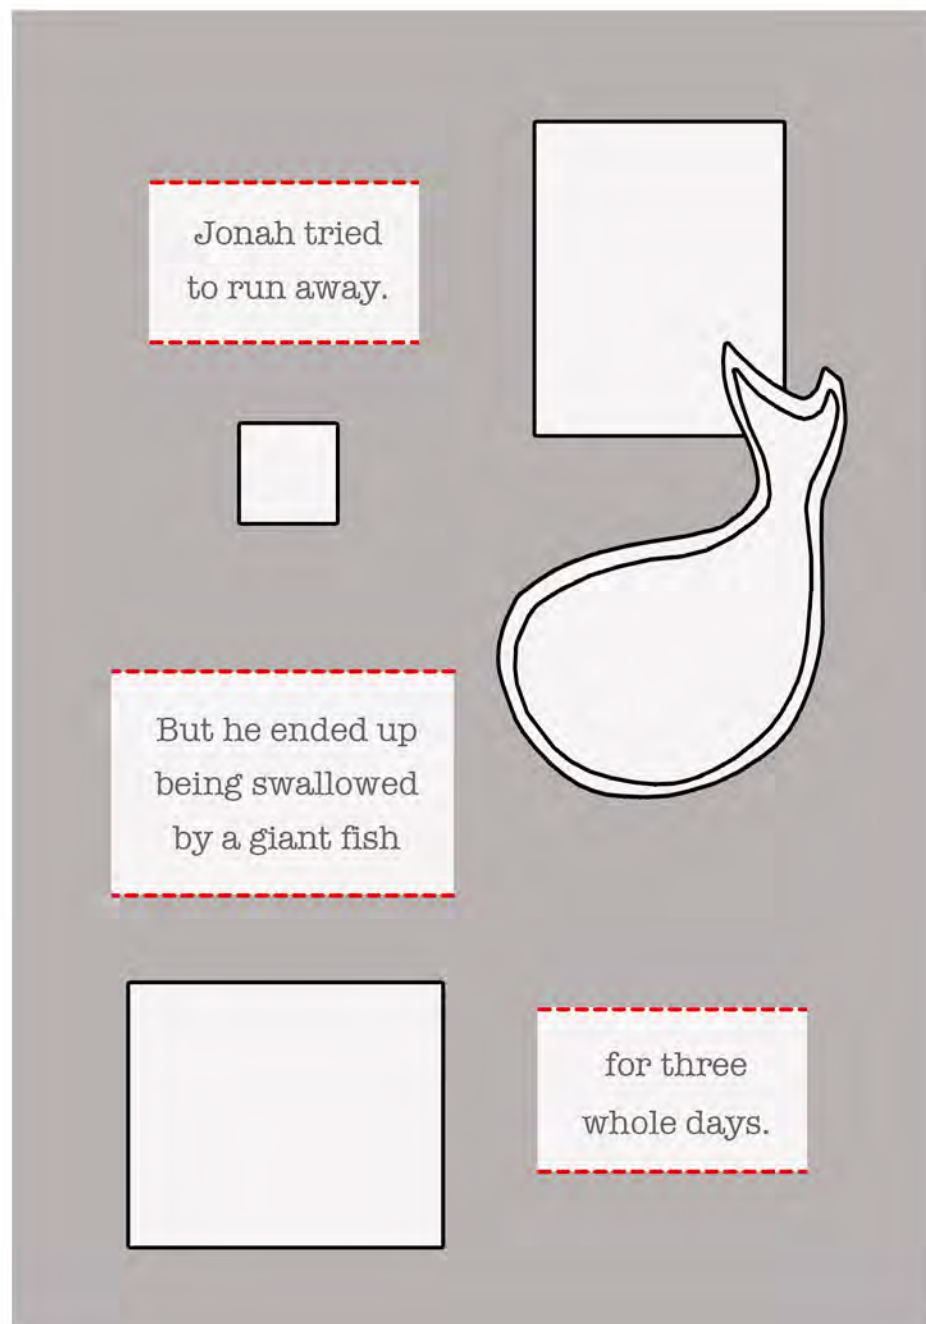 Jonah tried
to run away.
But he ended up
being swallowed
by a giant fish
for three
whole days.